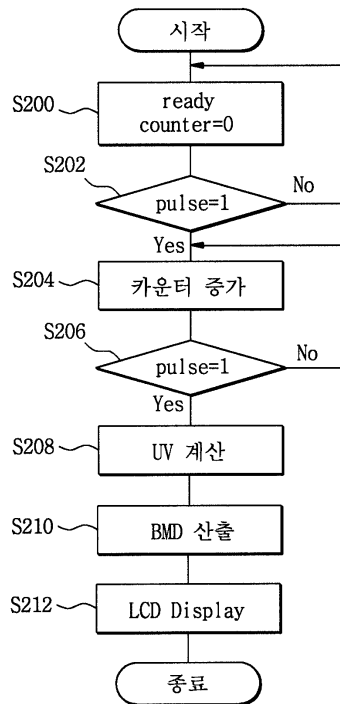 시작
S200
ready
counter=0
S202
pulse=1
No
Yes
S204
카운터 증가
S206
pulse=1
No
Yes
S208
UV 계산
S210
BMD 산출
S212
LCD Display
종료